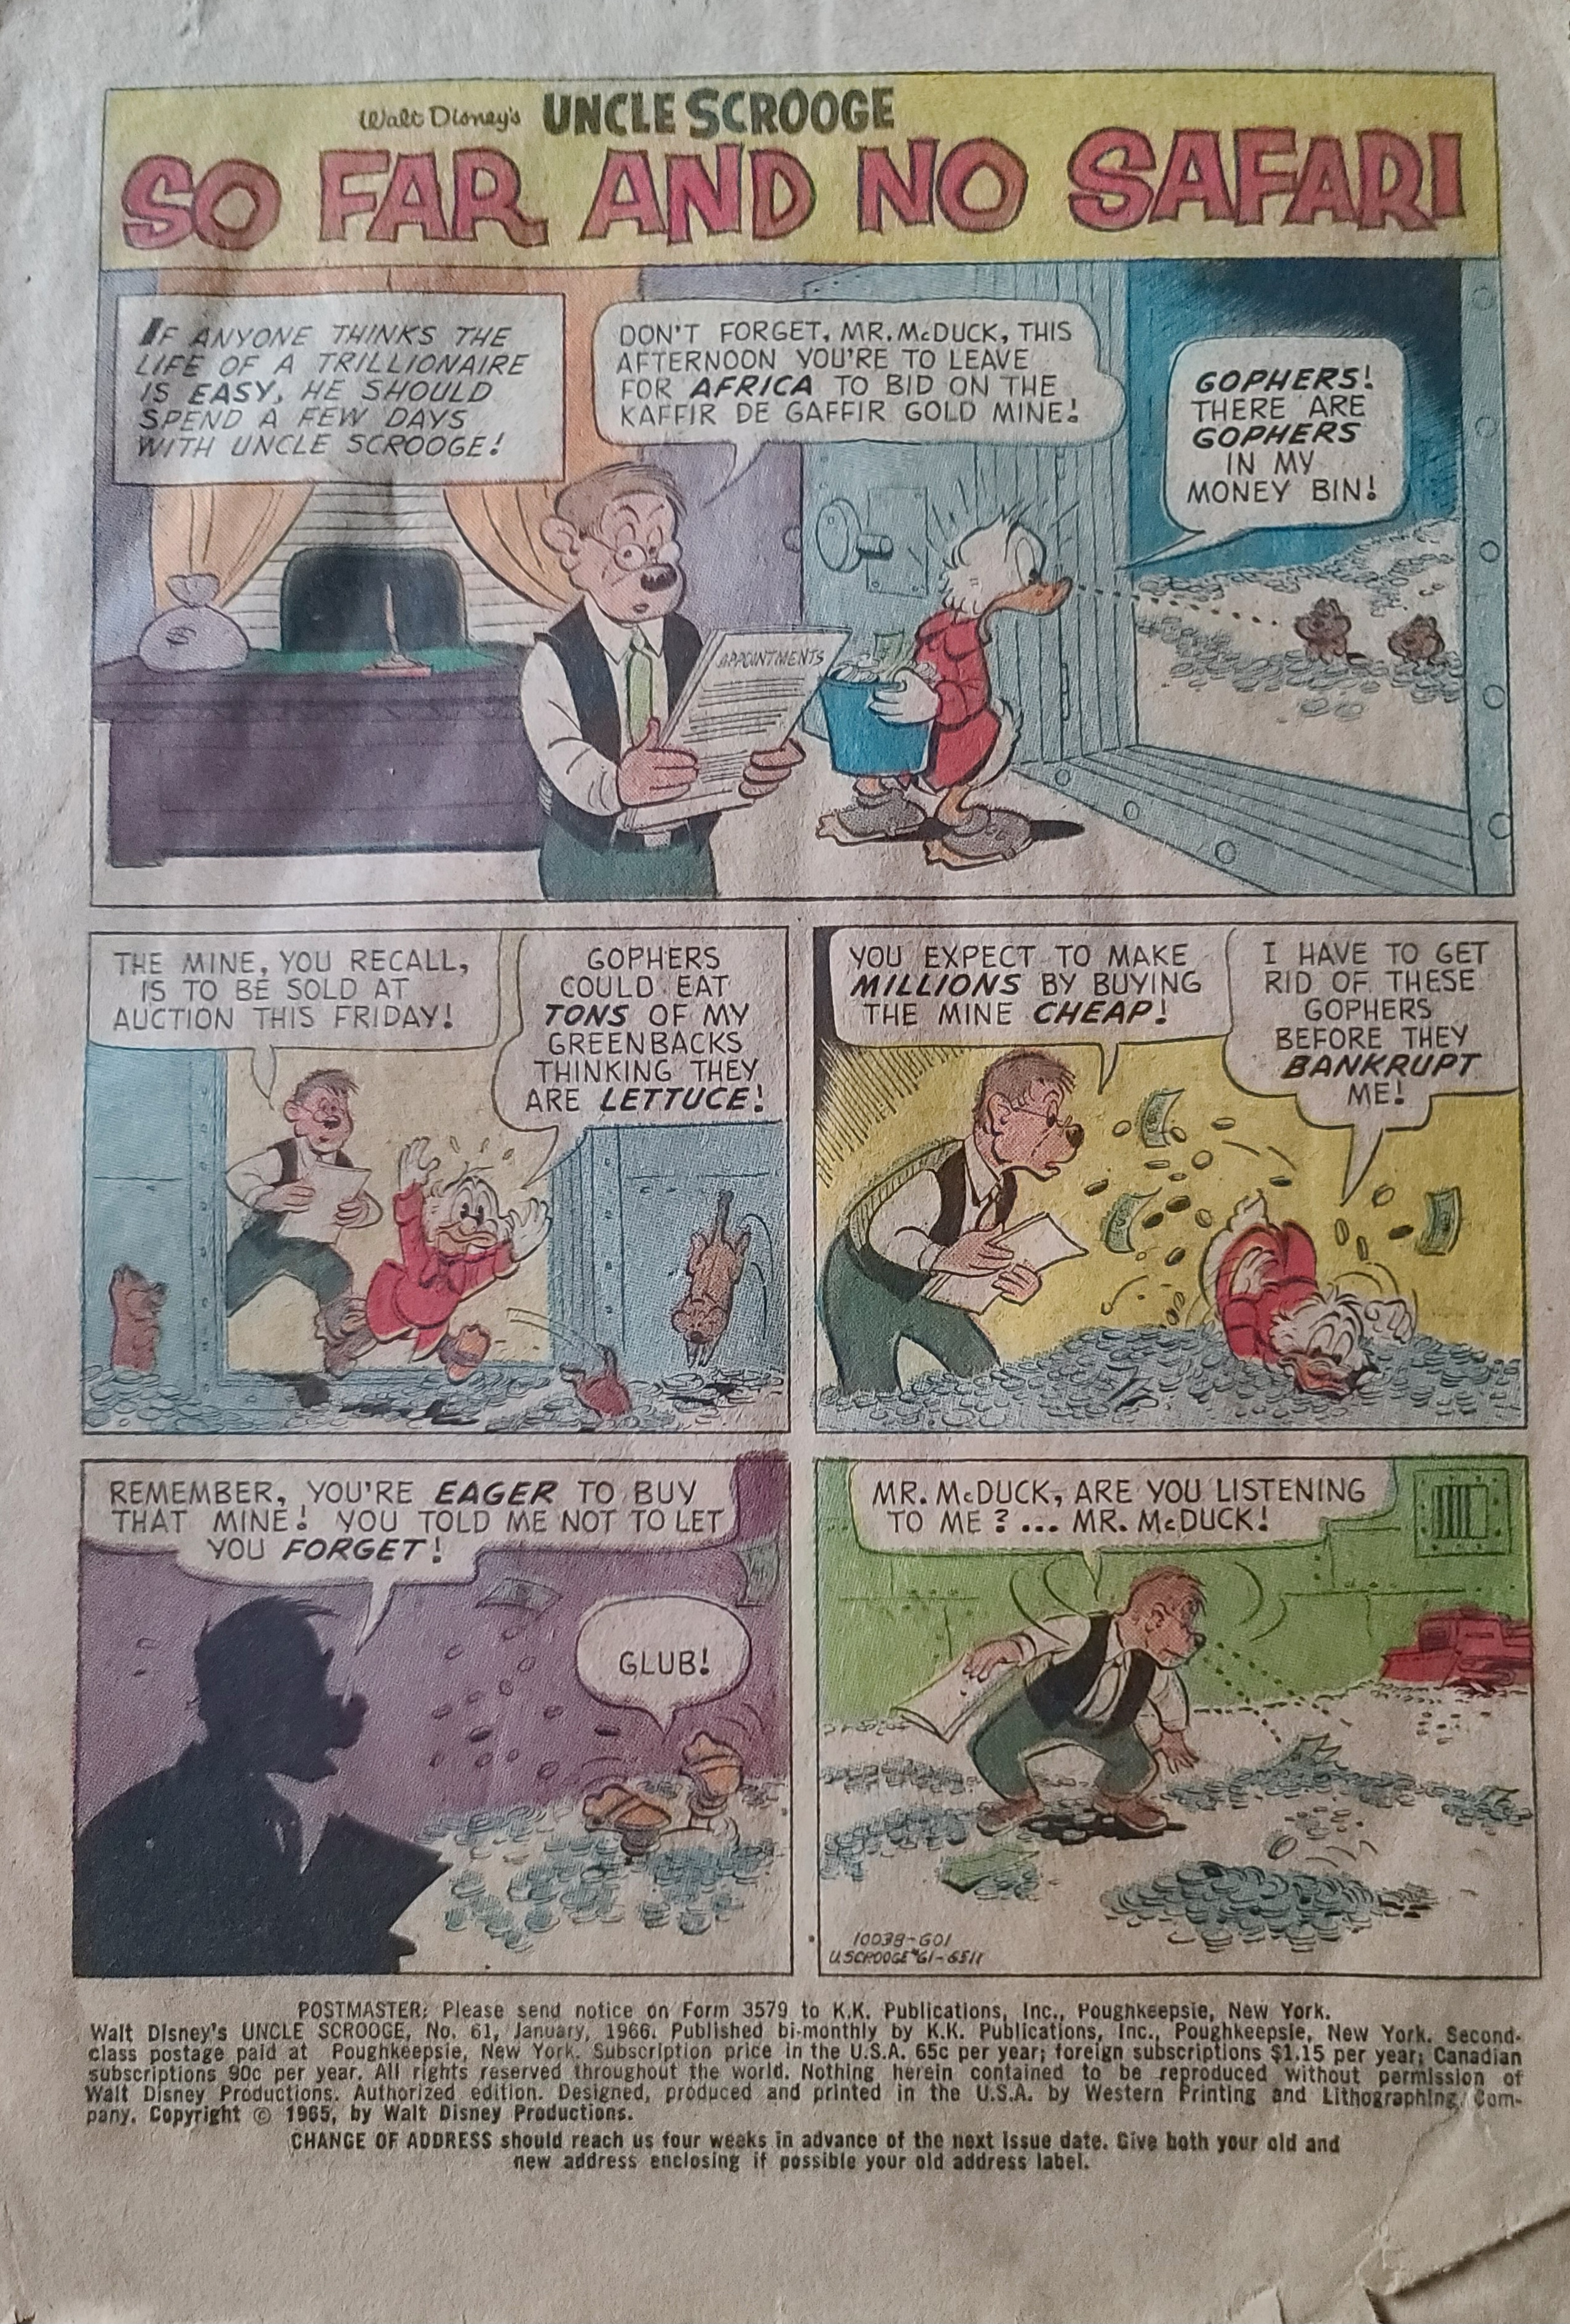 Walt Disney's UNCLE SCROOGE
SO FAR AND NO SAFARI
IF ANYONE THINKS THE
LIFE OF A TRILLIONAIRE
IS EASY, HE SHOULD
SPEND A FEW DAYS
WITH UNCLE SCROOGE!
DON'T FORGET, MR. McDUCK, THIS
AFTERNOON YOU'RE TO LEAVE
FOR AFRICA TO BID ON THE
KAFFIR DE GAFFIR GOLD MINE!
GOPHERS!
THERE ARE
GOPHERS
IN MY
MONEY BIN!
$
APPOINTMENTS
THE MINE, YOU RECALL,
IS TO BE SOLD AT
AUCTION THIS FRIDAY!
GOPHERS
COULD EAT
TONS OF MY
GREENBACKS
THINKING THEY
ARE LETTUCE!
YOU EXPECT TO MAKE
MILLIONS BY BUYING
THE MINE CHEAP!
I HAVE TO GET
RID OF THESE
GOPHERS
BEFORE THEY
BANKRUPT
ME!
REMEMBER, YOU'RE EAGER TO BUY
THAT MINE! YOU TOLD ME NOT TO LET
YOU FORGET!
GLUB!
MR. McDUCK, ARE YOU LISTENING
TO ME?... MR. McDUCK!
10038-G01
U.SCROOGE#61-6511
POSTMASTER: Please send notice on Form 3579 to K.K. Publications, Inc., Poughkeepsie, New York.
Walt Disney's UNCLE SCROOGE, No. 61, January, 1966. Published bi-monthly by K.K. Publications, Inc., Poughkeepsie, New York. Second-
class postage paid at Poughkeepsie, New York. Subscription price in the U.S.A. 65c per year; foreign subscriptions $1.15 per year; Canadian
subscriptions 90c per year. All rights reserved throughout the world. Nothing herein contained to be reproduced without permission of
Walt Disney Productions. Authorized edition. Designed, produced and printed in the U.S.A. by Western Printing and Lithographing Com-
pany. Copyright © 1965, by Walt Disney Productions.
CHANGE OF ADDRESS should reach us four weeks in advance of the next issue date. Give both your old and
new address enclosing if possible your old address label.